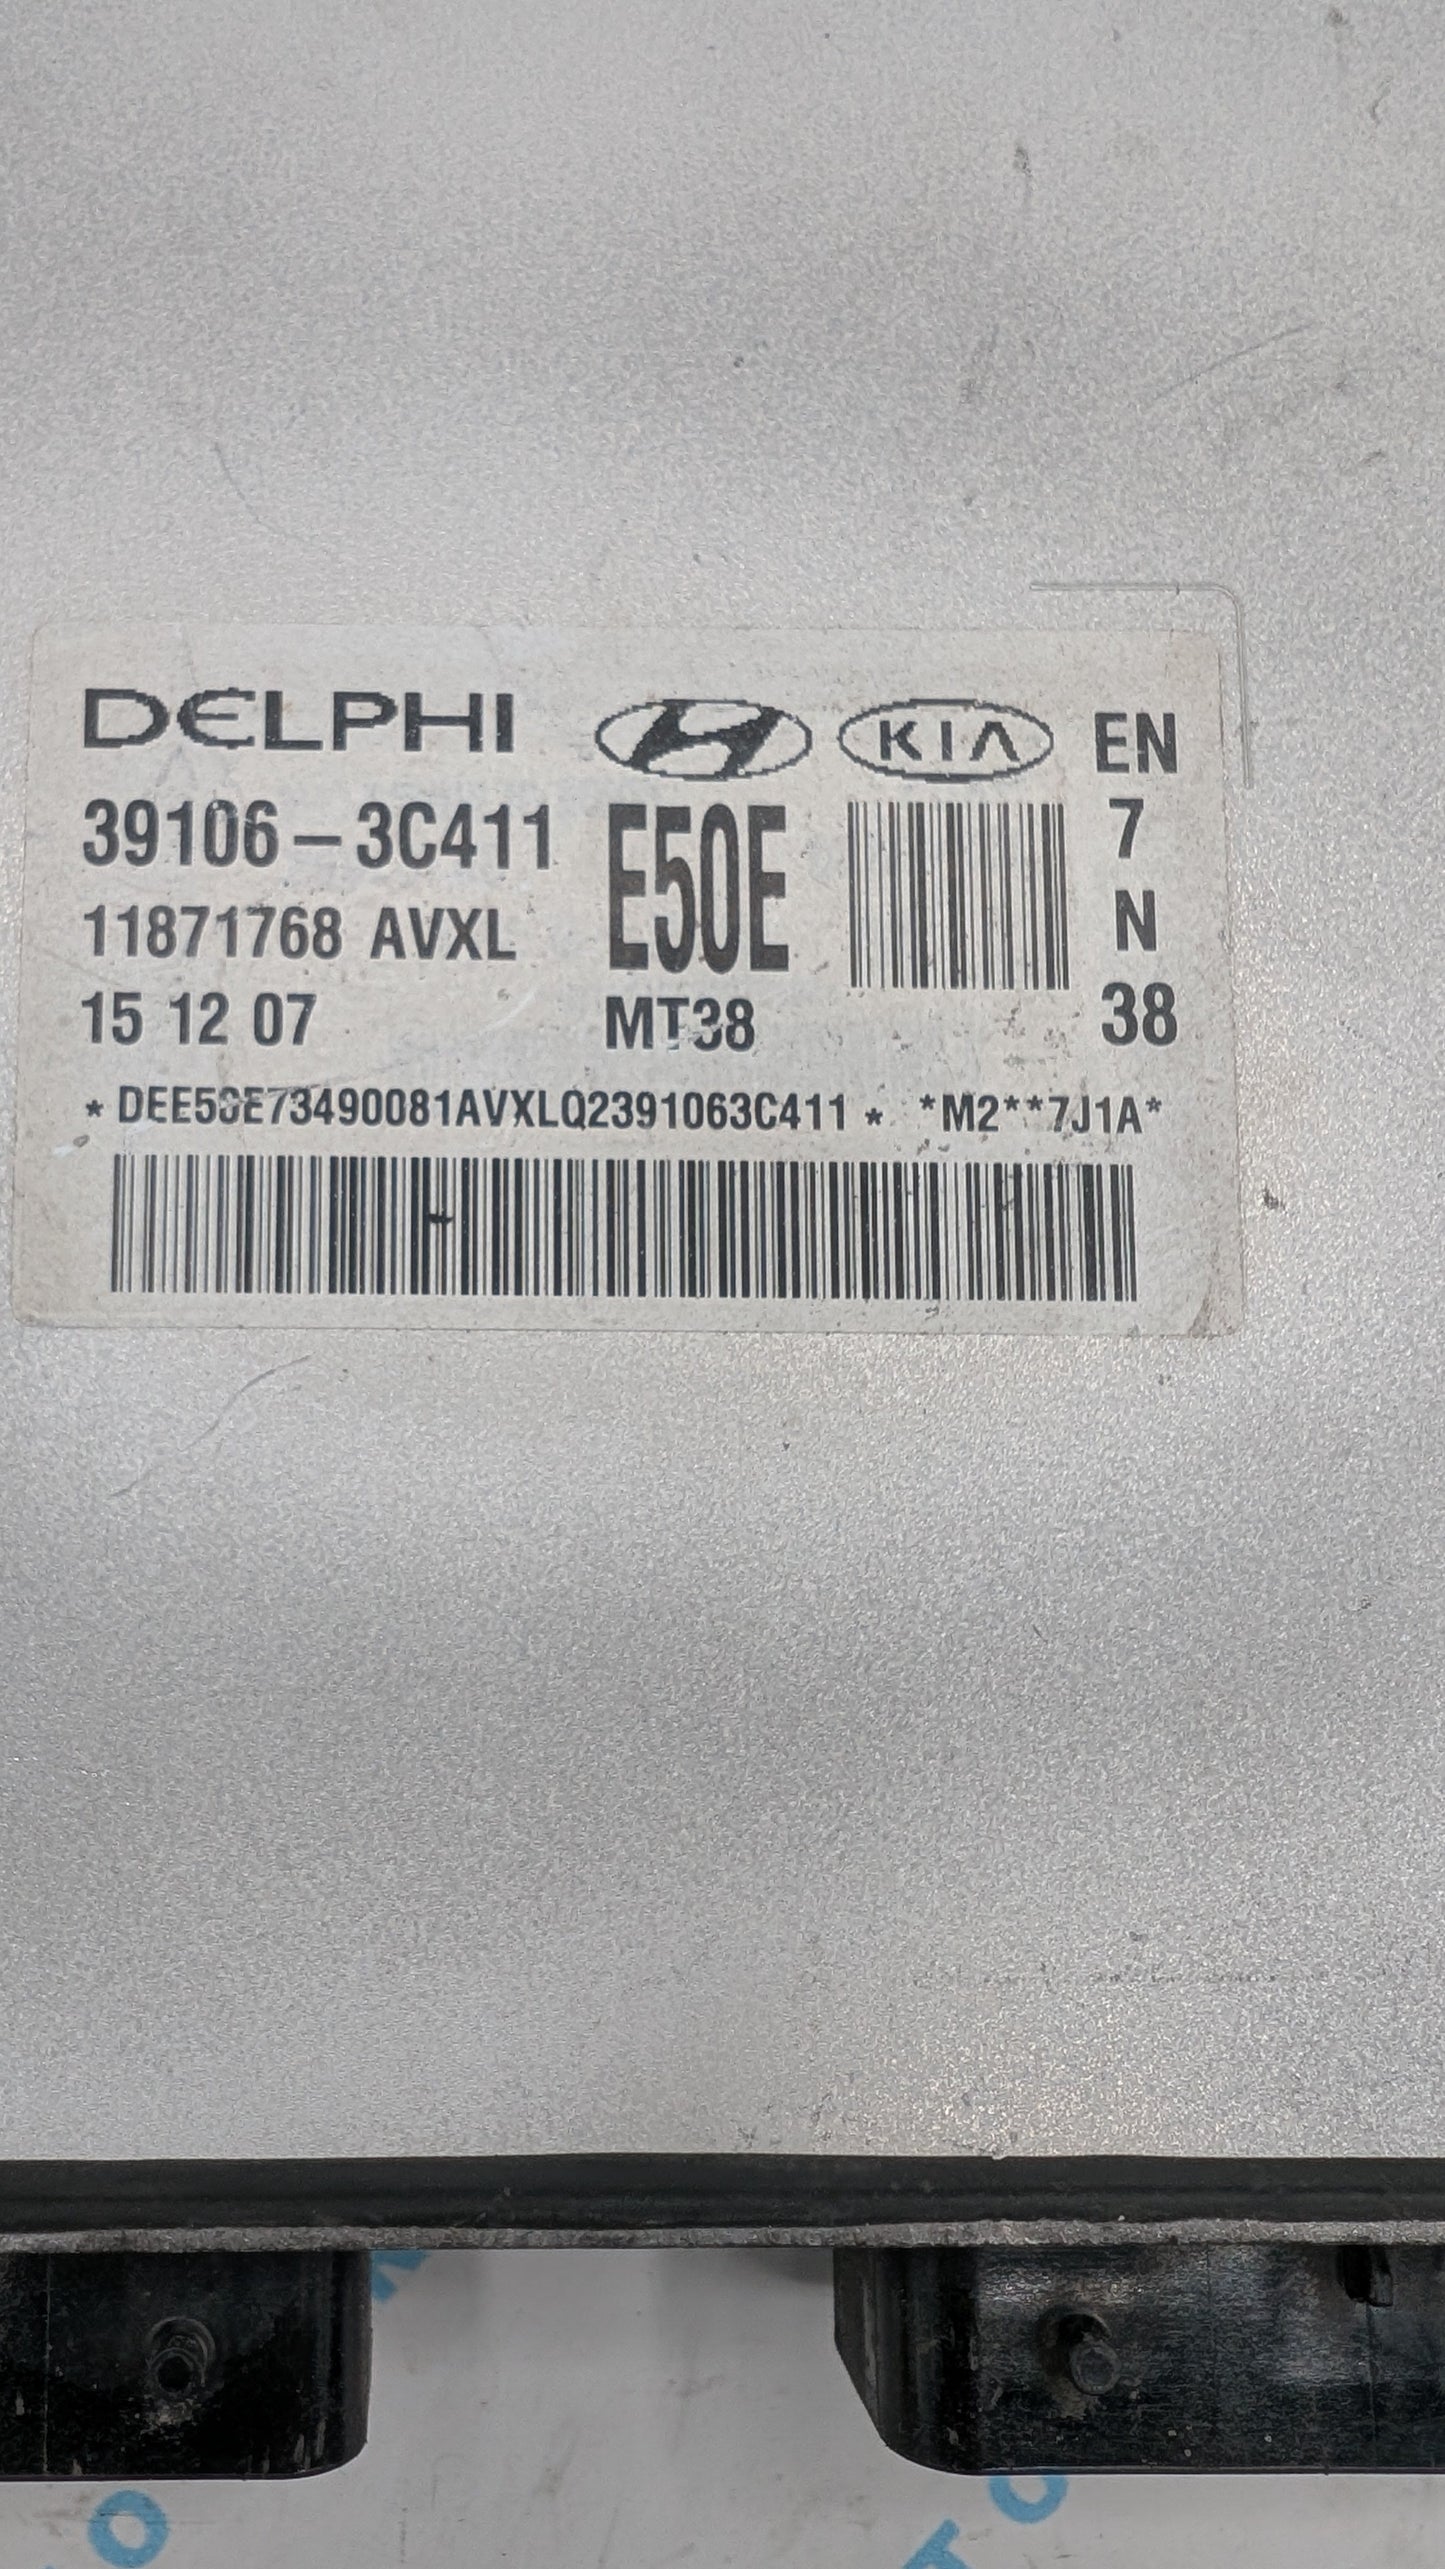 DELPHI KIA EN
39106-3C411 E50E 7
11871768 AVXL N
15 12 07 MT38 38
* DEE50E73490081AVXLQ2391063C411 * *M2**7J1A*